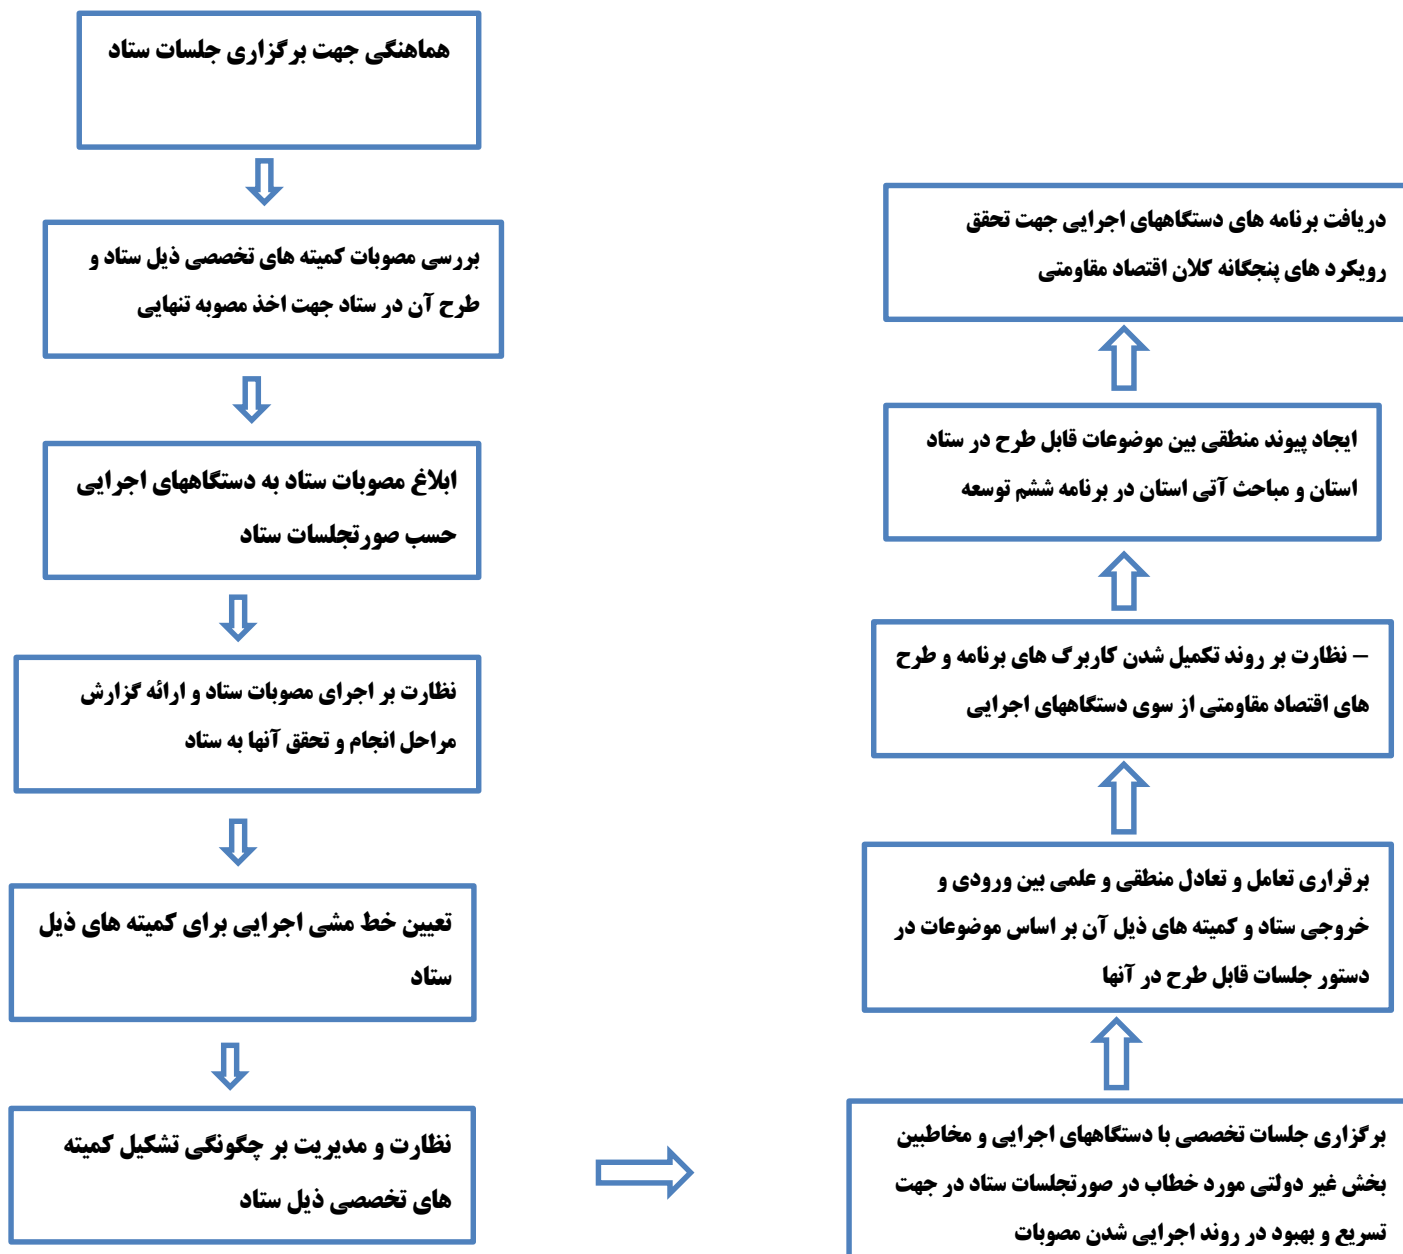 هماهنگی جهت برگزاری جلسات ستاد
بررسی مصوبات کمیته های تخصصی ذیل ستاد و
طرح آن در ستاد جهت اخذ مصوبه تنهایی
ابلاغ مصوبات ستاد به دستگاههای اجرایی
حسب صورتجلسات ستاد
نظارت بر اجرای مصوبات ستاد و ارائه گزارش
مراحل انجام و تحقق آنها به ستاد
تعیین خط مشی اجرایی برای کمیته های ذیل
ستاد
نظارت و مدیریت بر چگونگی تشکیل کمیته
های تخصصی ذیل ستاد
برگزاری جلسات تخصصی با دستگاههای اجرایی و مخاطبین
بخش غیر دولتی مورد خطاب در صورتجلسات ستاد در جهت
تسریع و بهبود در روند اجرایی شدن مصوبات
برقراری تعامل و تعادل منطقی و علمی بین ورودی و
خروجی ستاد و کمیته های ذیل آن بر اساس موضوعات در
دستور جلسات قابل طرح در آنها
– نظارت بر روند تکمیل شدن کاربرگ های برنامه و طرح
های اقتصاد مقاومتی از سوی دستگاههای اجرایی
ایجاد پیوند منطقی بین موضوعات قابل طرح در ستاد
استان و مباحث آتی استان در برنامه ششم توسعه
دریافت برنامه های دستگاههای اجرایی جهت تحقق
رویکرد های پنجگانه کلان اقتصاد مقاومتی